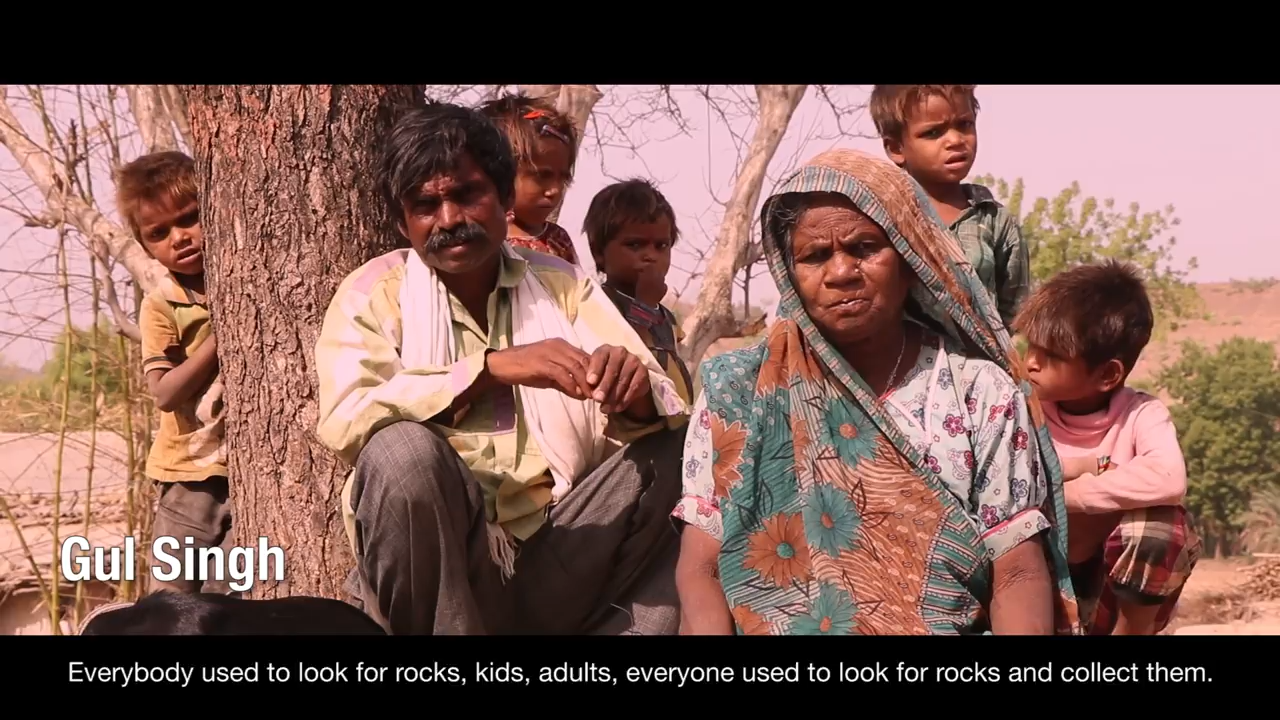 Gul Singh
Everybody used to look for rocks, kids, adults, everyone used to look for rocks and collect them.